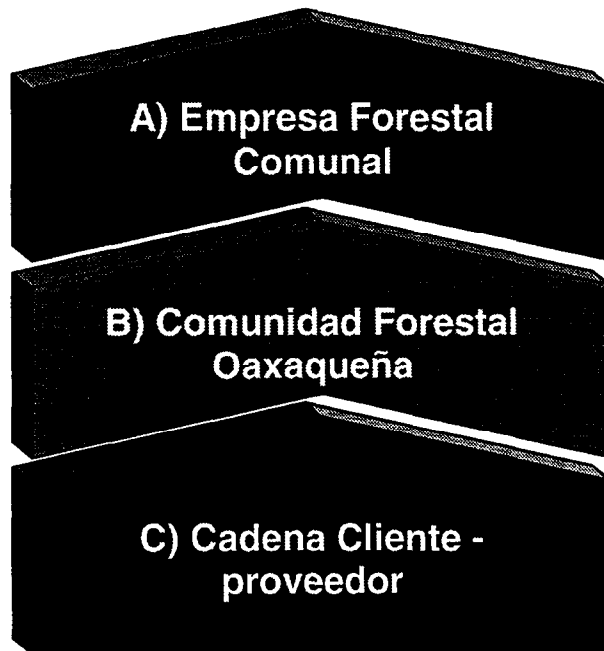 A) Empresa Forestal
Comunal
B) Comunidad Forestal
Oaxaqueña
C) Cadena Cliente -
proveedor